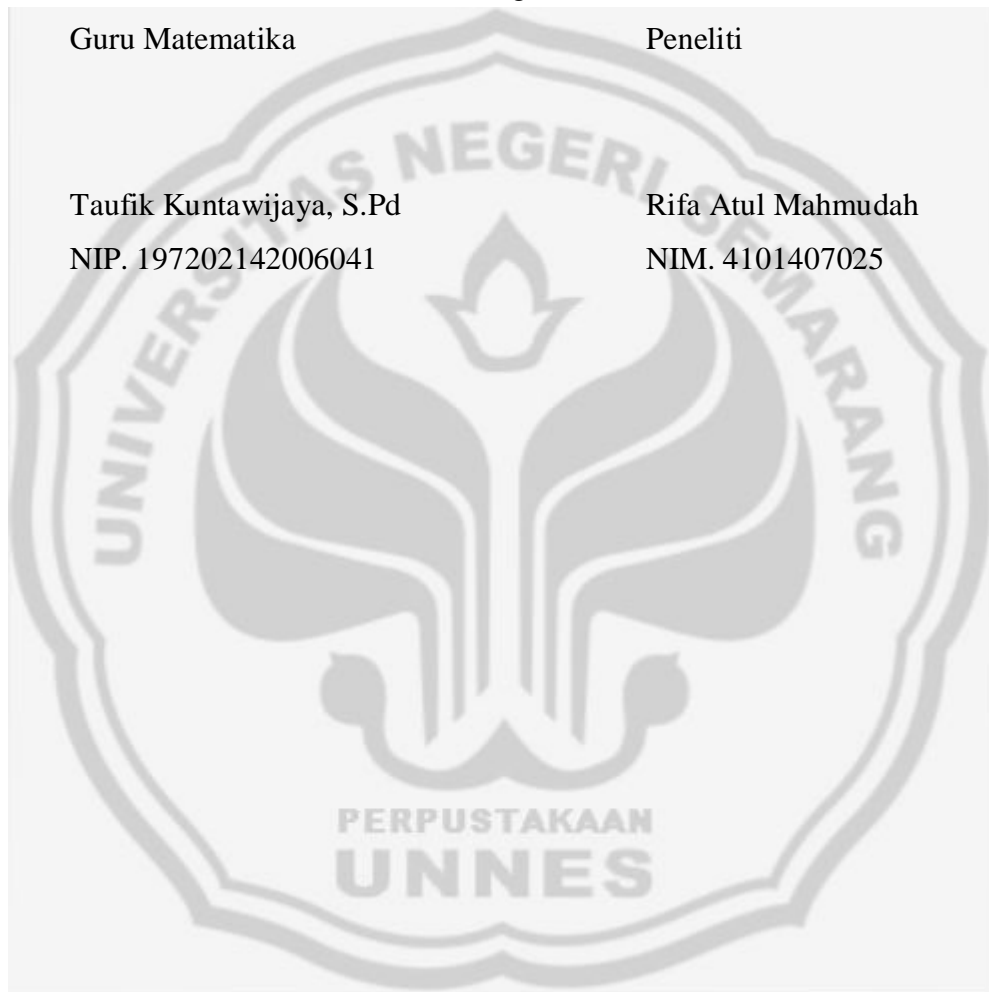 Guru Matematika Peneliti
Taufik Kuntawijaya, S.Pd Rifa Atul Mahmudah
NIP. 197202142006041 NIM. 4101407025
UNIVERSITAS NEGERI SEMARANG
PERPUSTAKAAN
UNNES